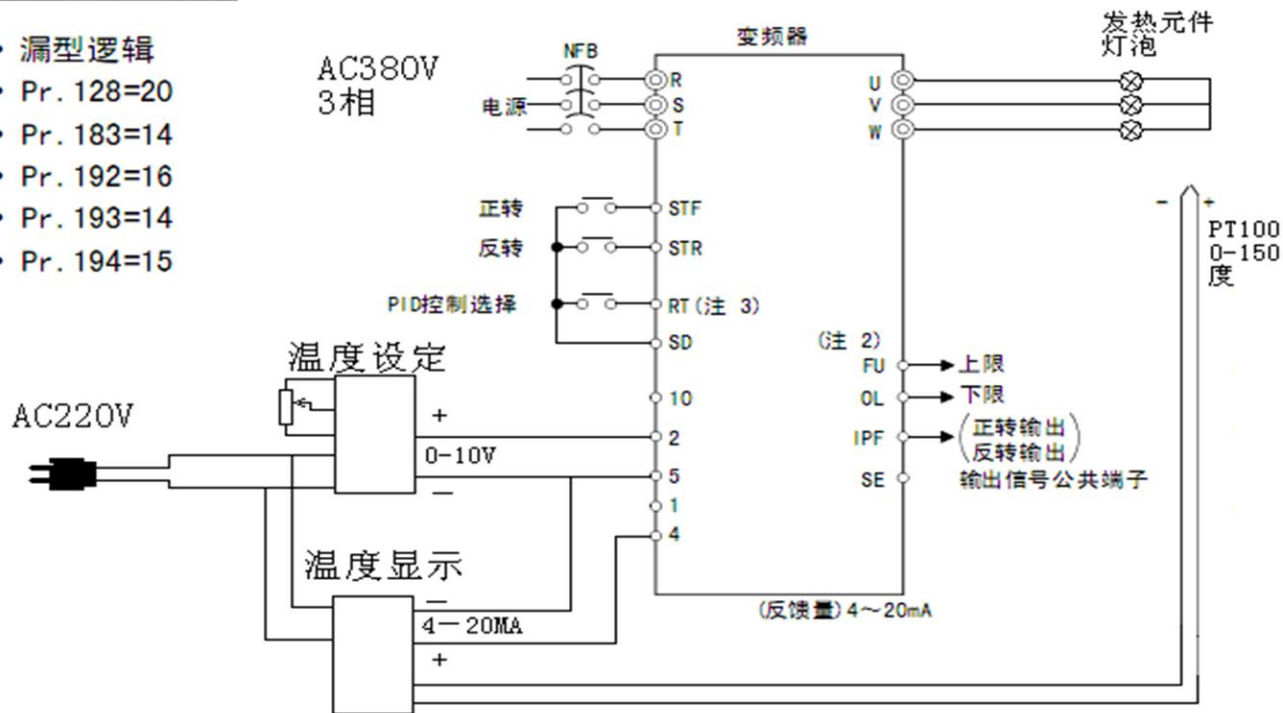 · 漏型逻辑
· Pr.128=20
· Pr.183=14
· Pr.192=16
· Pr.193=14
· Pr.194=15
AC380V
3相
电源
NFB
变频器
R
S
T
U
V
W
发热元件
灯泡
正转
STF
反转
STR
PID控制选择
RT(注 3)
SD
10
2
5
1
4
(注 2)
FU
上限
OL
下限
IPF
(正转输出
反转输出)
SE
输出信号公共端子
- +
PT100
0-150
度
温度设定
AC220V
+
0-10V
—
温度显示
—
4—20MA
+
(反馈量)4～20mA